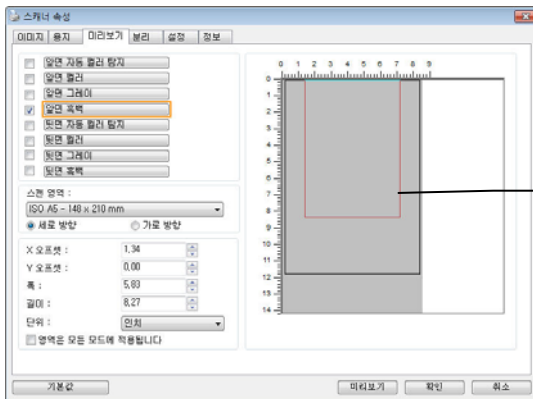 스캐너 속성
이미지 용지 미리보기 분리 설정 정보
앞면 자동 컬러 탐지
앞면 컬러
앞면 그레이
앞면 흑백
뒷면 자동 컬러 탐지
뒷면 컬러
뒷면 그레이
뒷면 흑백
스캔 영역 :
ISO A5 - 148 x 210 mm
세로 방향 가로 방향
X 오프셋 : 1,34
Y 오프셋 : 0,00
폭 : 5,83
길이 : 8,27
단위 : 인치
영역은 모든 모드에 적용됩니다
0 1 2 3 4 5 6 7 8 9
0
1
2
3
4
5
6
7
8
9
10
11
12
13
14
기본값 미리보기 확인 취소